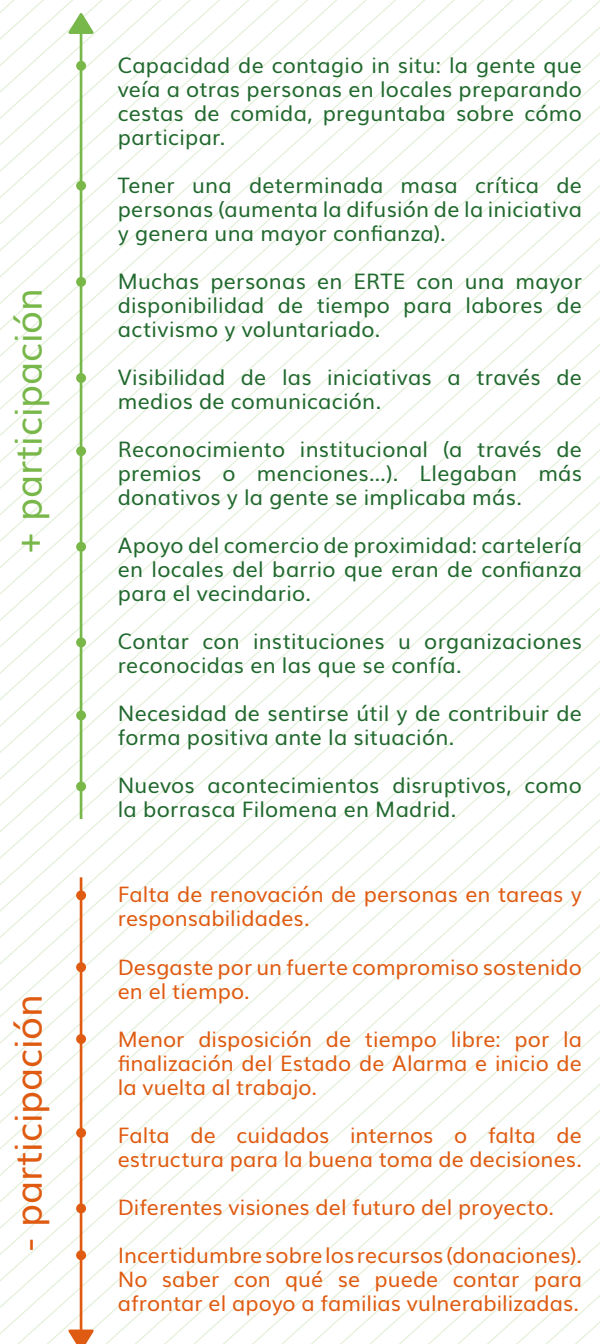 + participación
Capacidad de contagio in situ: la gente que
veía a otras personas en locales preparando
cestas de comida, preguntaba sobre cómo
participar.
Tener una determinada masa crítica de
personas (aumenta la difusión de la iniciativa
y genera una mayor confianza).
Muchas personas en ERTE con una mayor
disponibilidad de tiempo para labores de
activismo y voluntariado.
Visibilidad de las iniciativas a través de
medios de comunicación.
Reconocimiento institucional (a través de
premios o menciones...). Llegaban más
donativos y la gente se implicaba más.
Apoyo del comercio de proximidad: cartelería
en locales del barrio que eran de confianza
para el vecindario.
Contar con instituciones u organizaciones
reconocidas en las que se confía.
Necesidad de sentirse útil y de contribuir de
forma positiva ante la situación.
Nuevos acontecimientos disruptivos, como
la borrasca Filomena en Madrid.
- participación
Falta de renovación de personas en tareas y
responsabilidades.
Desgaste por un fuerte compromiso sostenido
en el tiempo.
Menor disposición de tiempo libre: por la
finalización del Estado de Alarma e inicio de
la vuelta al trabajo.
Falta de cuidados internos o falta de
estructura para la buena toma de decisiones.
Diferentes visiones del futuro del proyecto.
Incertidumbre sobre los recursos (donaciones).
No saber con qué se puede contar para
afrontar el apoyo a familias vulnerabilizadas.